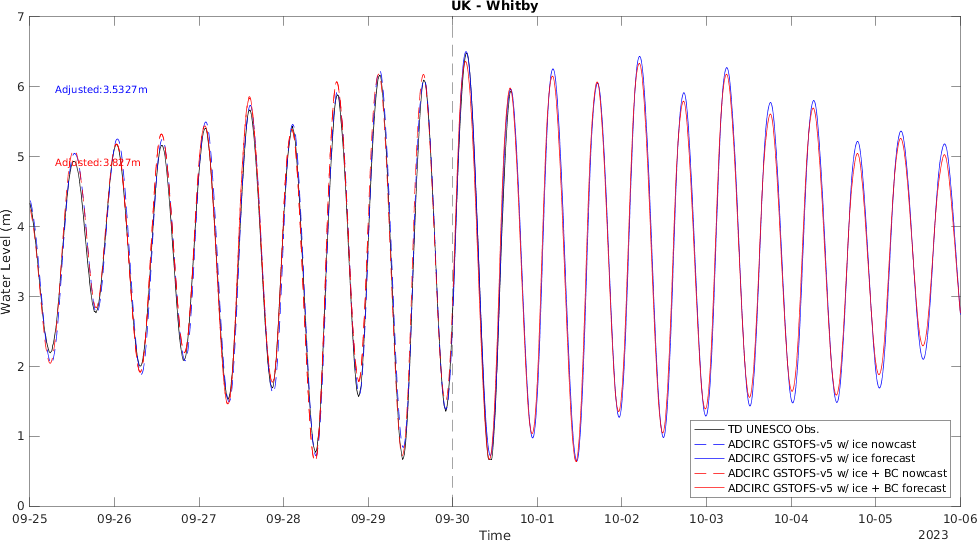 UK - Whitby
7
6
5
4
3
2
1
0
Water Level (m)
Adjusted:3.5327m
Adjusted:3.827m
TD UNESCO Obs.
ADCIRC GSTOFS-v5 w/ ice nowcast
ADCIRC GSTOFS-v5 w/ ice forecast
ADCIRC GSTOFS-v5 w/ ice + BC nowcast
ADCIRC GSTOFS-v5 w/ ice + BC forecast
09-25 09-26 09-27 09-28 09-29 09-30 10-01 10-02 10-03 10-04 10-05 10-06
Time
2023